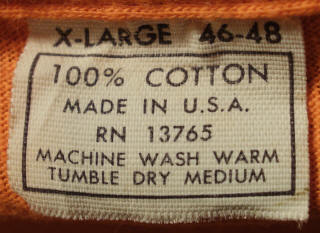 X-LARGE 46-48
100% COTTON
MADE IN U.S.A.
RN 13765
MACHINE WASH WARM
TUMBLE DRY MEDIUM